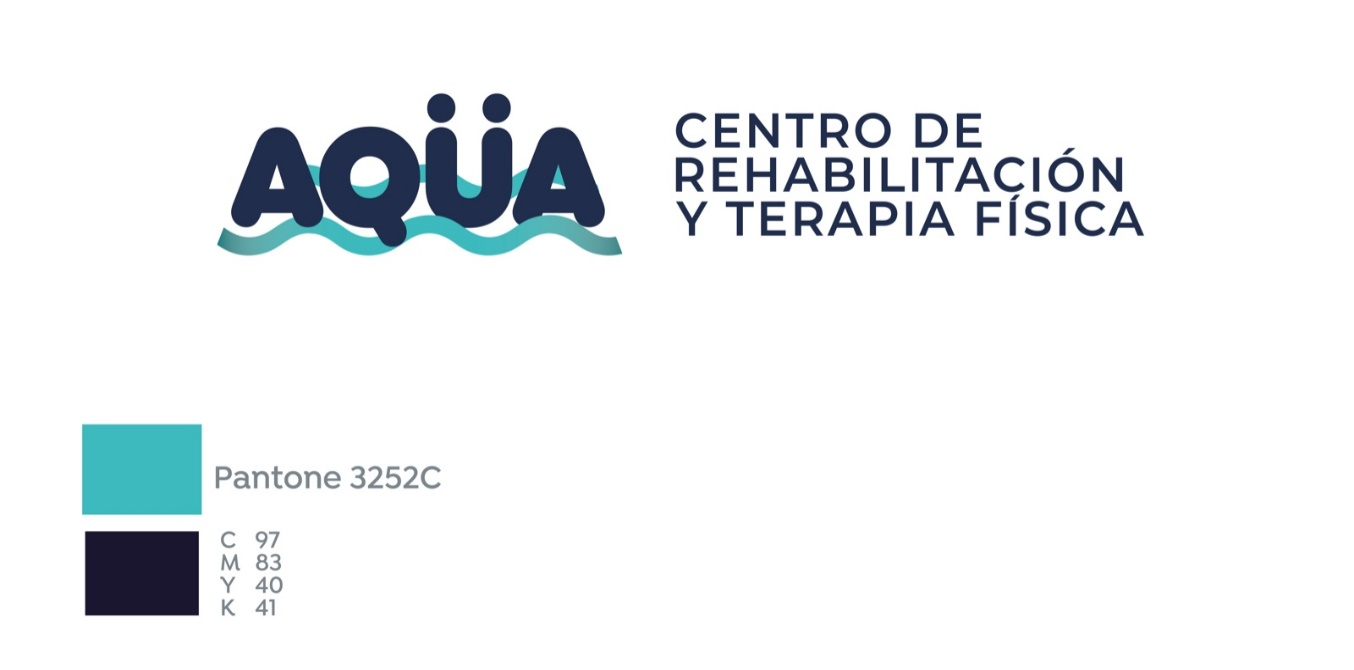 AQÜA
CENTRO DE
REHABILITACIÓN
Y TERAPIA FÍSICA
Pantone 3252C
C 97
M 83
Y 40
K 41